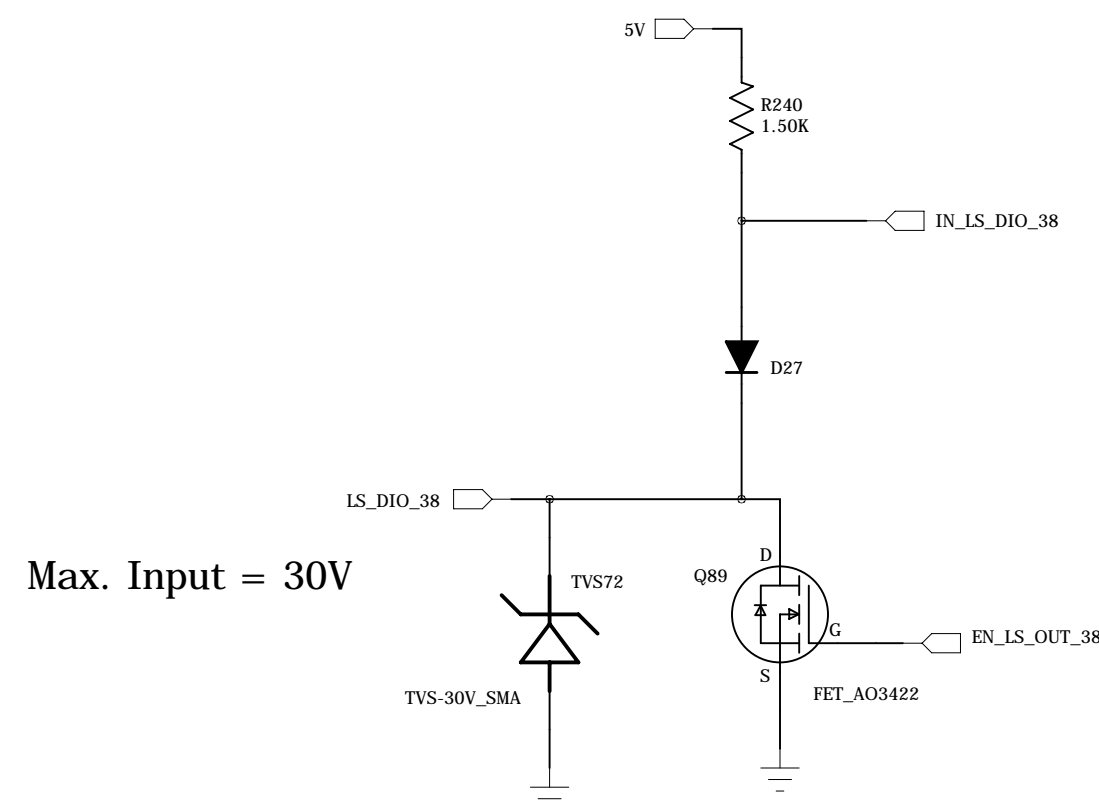 5V
R240
1.50K
IN_LS_DIO_38
D27
LS_DIO_38
Max. Input = 30V
TVS72
TVS-30V_SMA
D
Q89
G
EN_LS_OUT_38
S
FET_AO3422